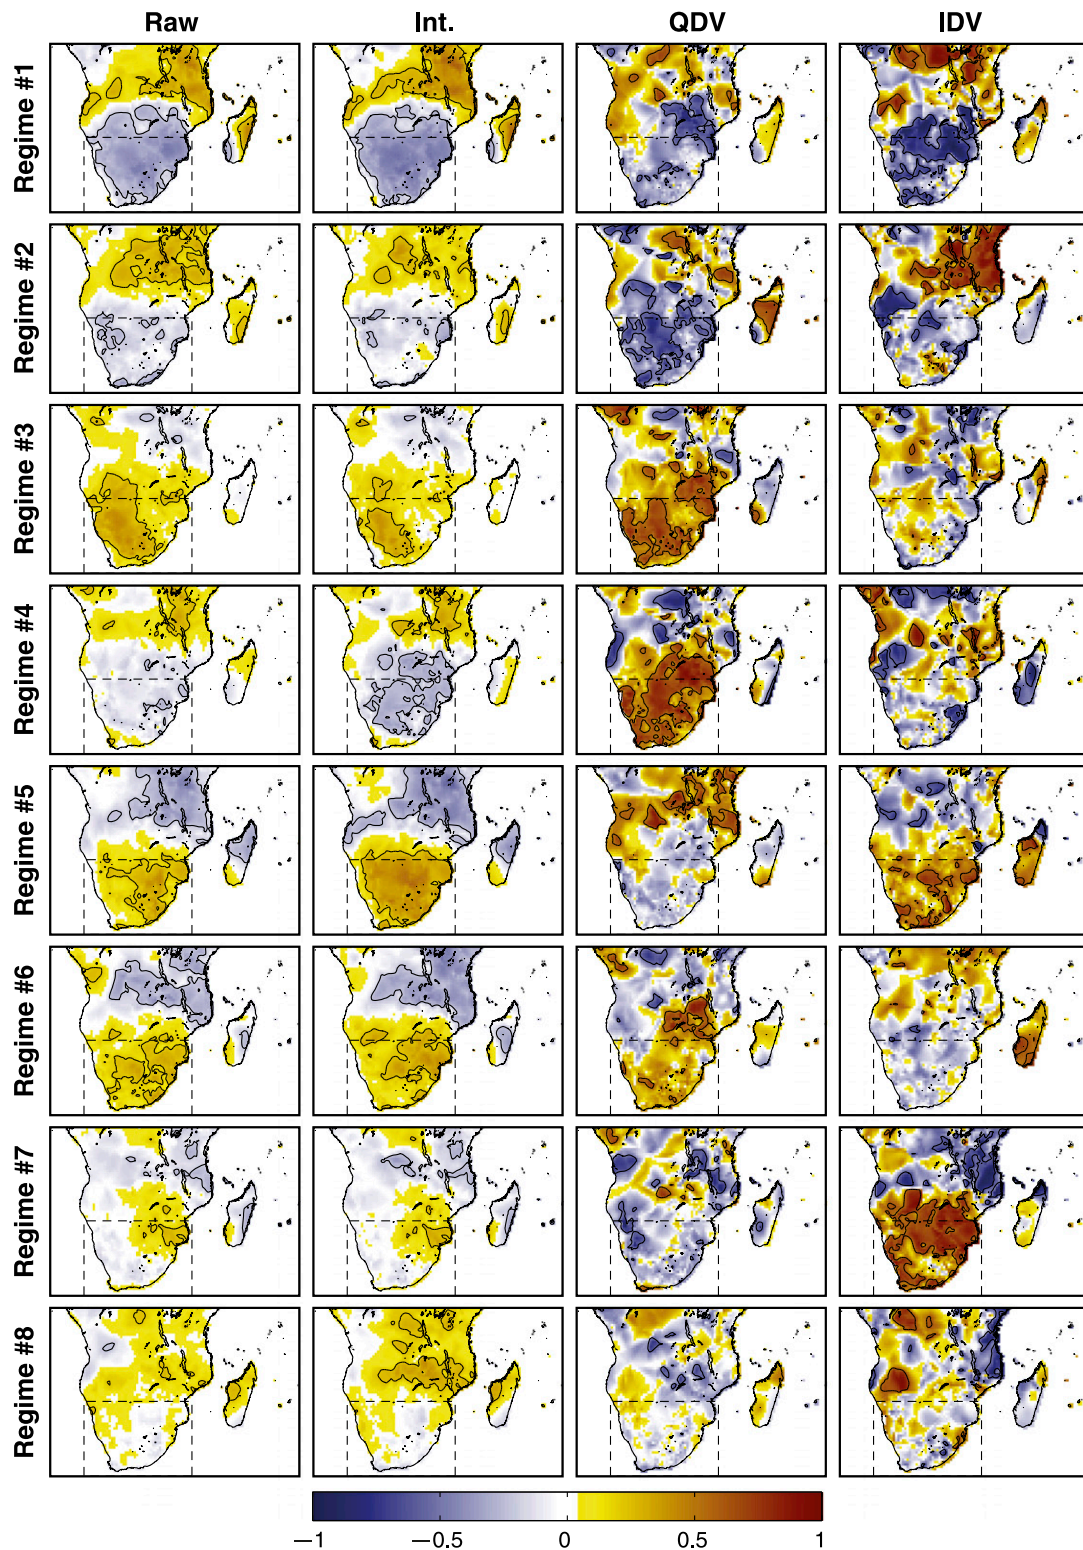 Raw Int. QDV IDV
Regime #1
Regime #2
Regime #3
Regime #4
Regime #5
Regime #6
Regime #7
Regime #8
−1 −0.5 0 0.5 1